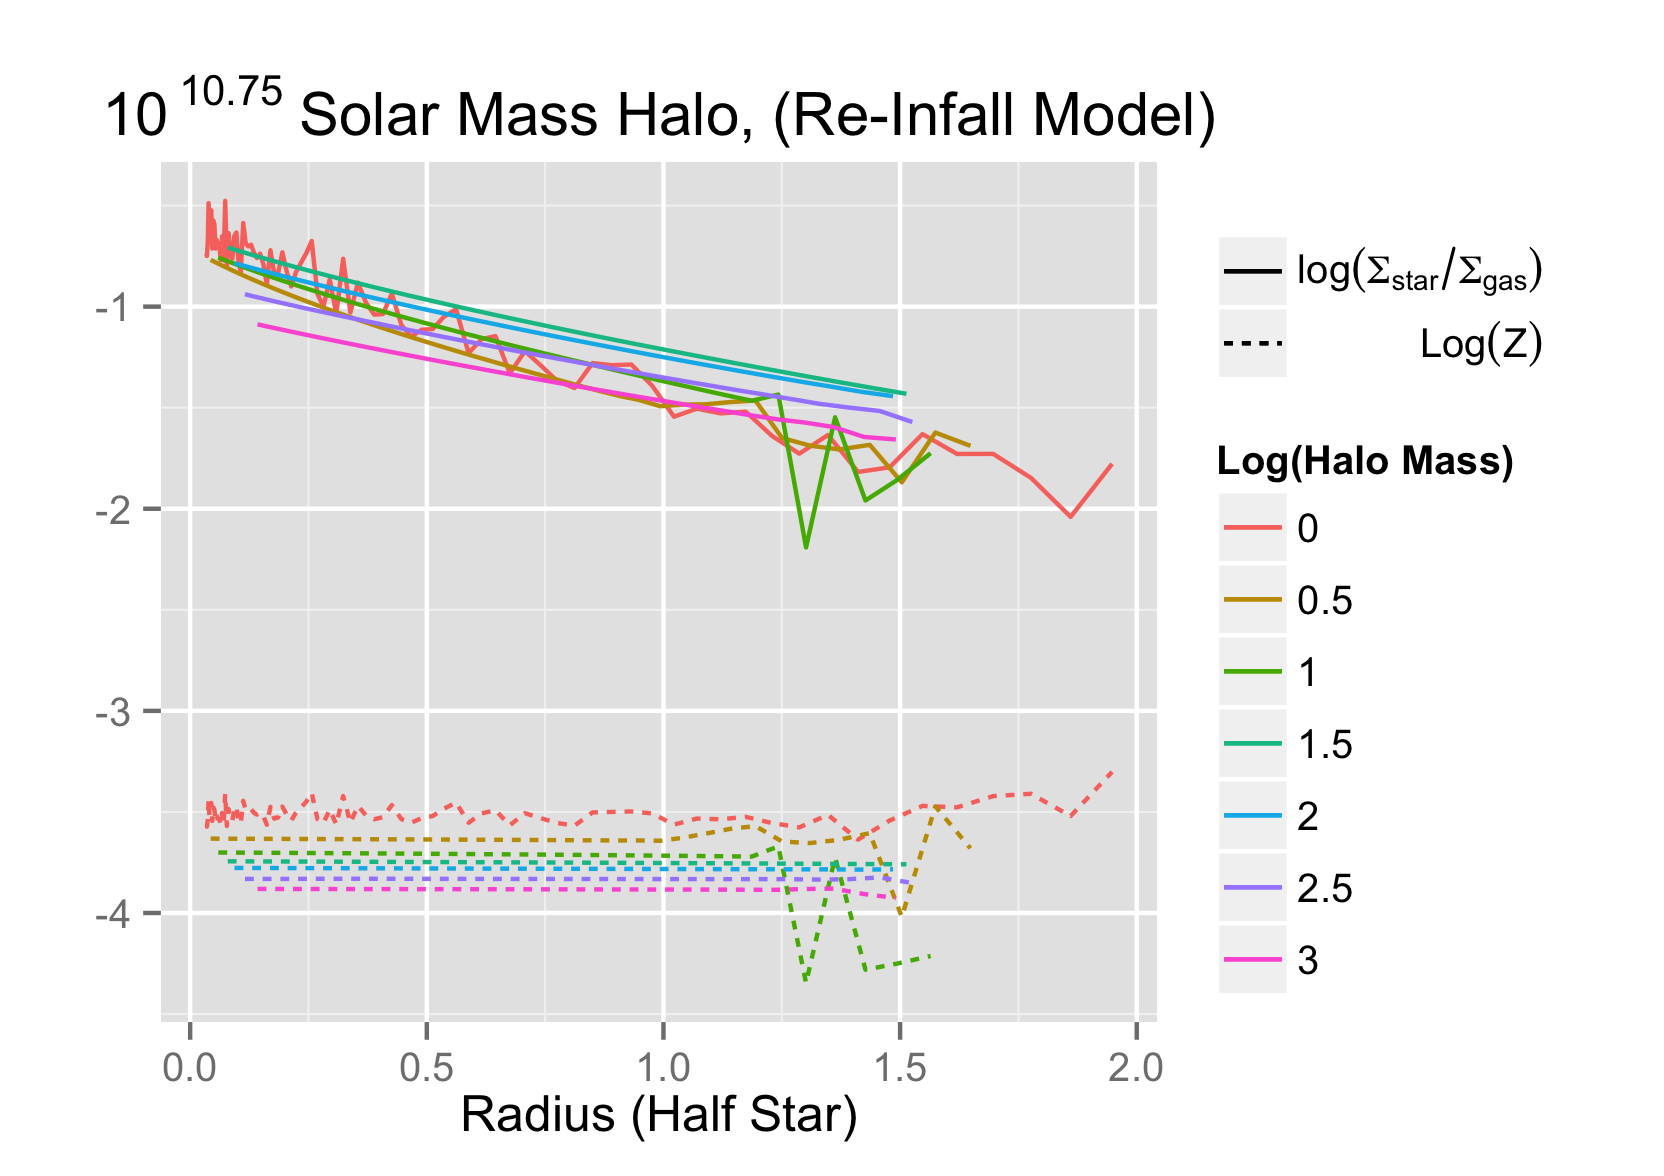 10^10.75 Solar Mass Halo, (Re-Infall Model)
-1
-2
-3
-4
0.0 0.5 1.0 1.5 2.0
Radius (Half Star)
log(Σstar/Σgas)
Log(Z)
Log(Halo Mass)
0
0.5
1
1.5
2
2.5
3